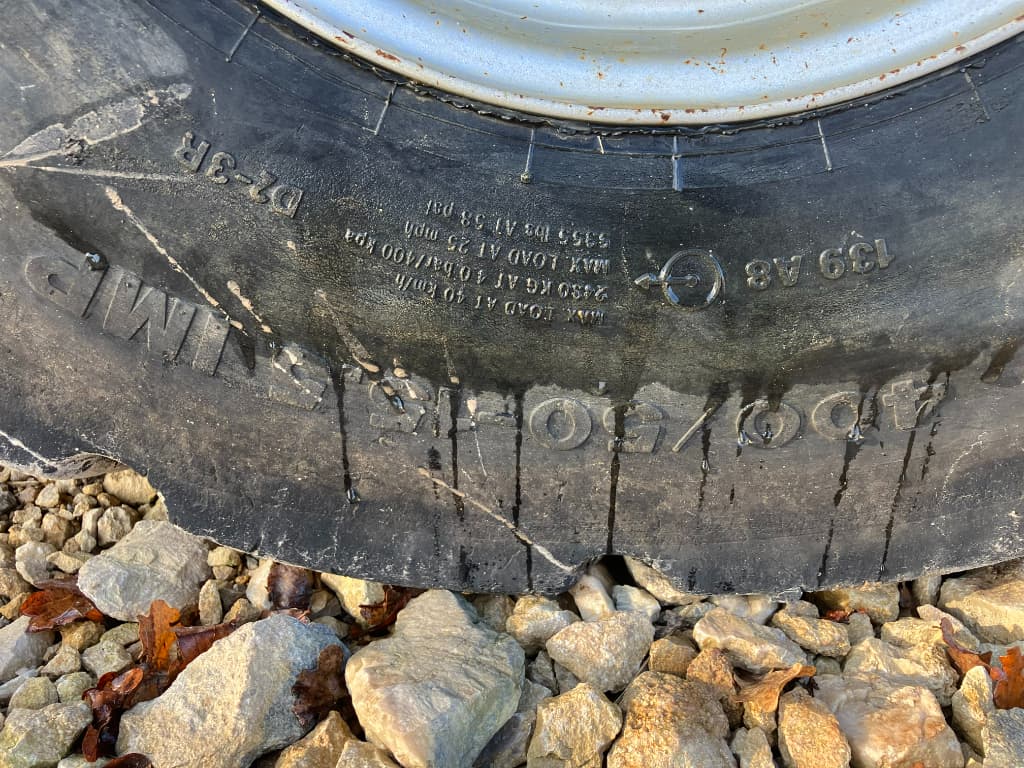 139 A8
MAX LOAD AT 40 km/h
2430 KG AT 4.0 bar/400 kpa
MAX LOAD AT 25 mph
5355 lbs AT 58 psi
D2-3R
400/50-15.5 IMP